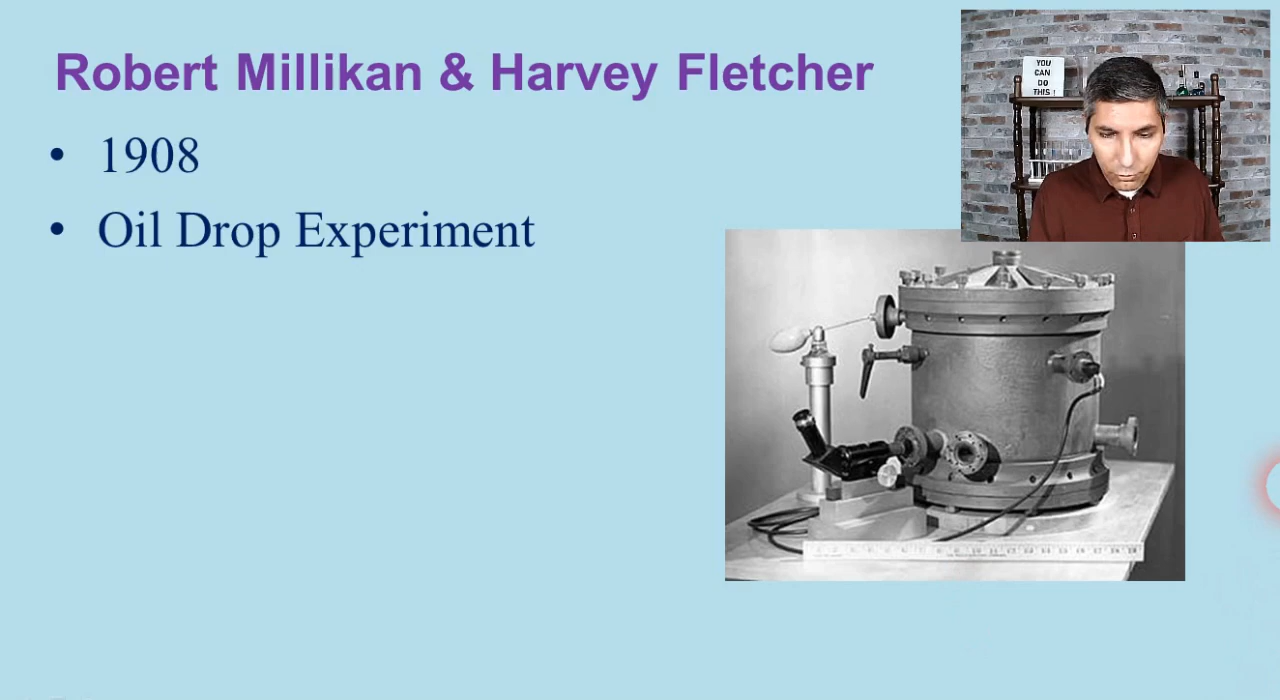 Robert Millikan & Harvey Fletcher
• 1908
• Oil Drop Experiment
YOU
CAN
DO
THIS !